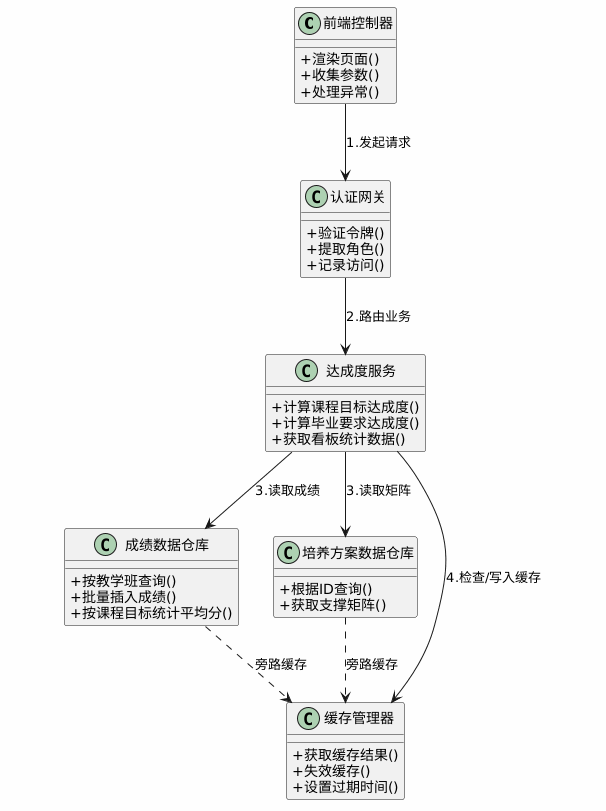 C 前端控制器
+渲染页面()
+收集参数()
+处理异常()
1.发起请求
C 认证网关
+验证令牌()
+提取角色()
+记录访问()
2.路由业务
C 达成度服务
+计算课程目标达成度()
+计算毕业要求达成度()
+获取看板统计数据()
3.读取成绩
3.读取矩阵
4.检查/写入缓存
C 成绩数据仓库
+按教学班查询()
+批量插入成绩()
+按课程目标统计平均分()
C 培养方案数据仓库
+根据ID查询()
+获取支撑矩阵()
旁路缓存
旁路缓存
C 缓存管理器
+获取缓存结果()
+失效缓存()
+设置过期时间()